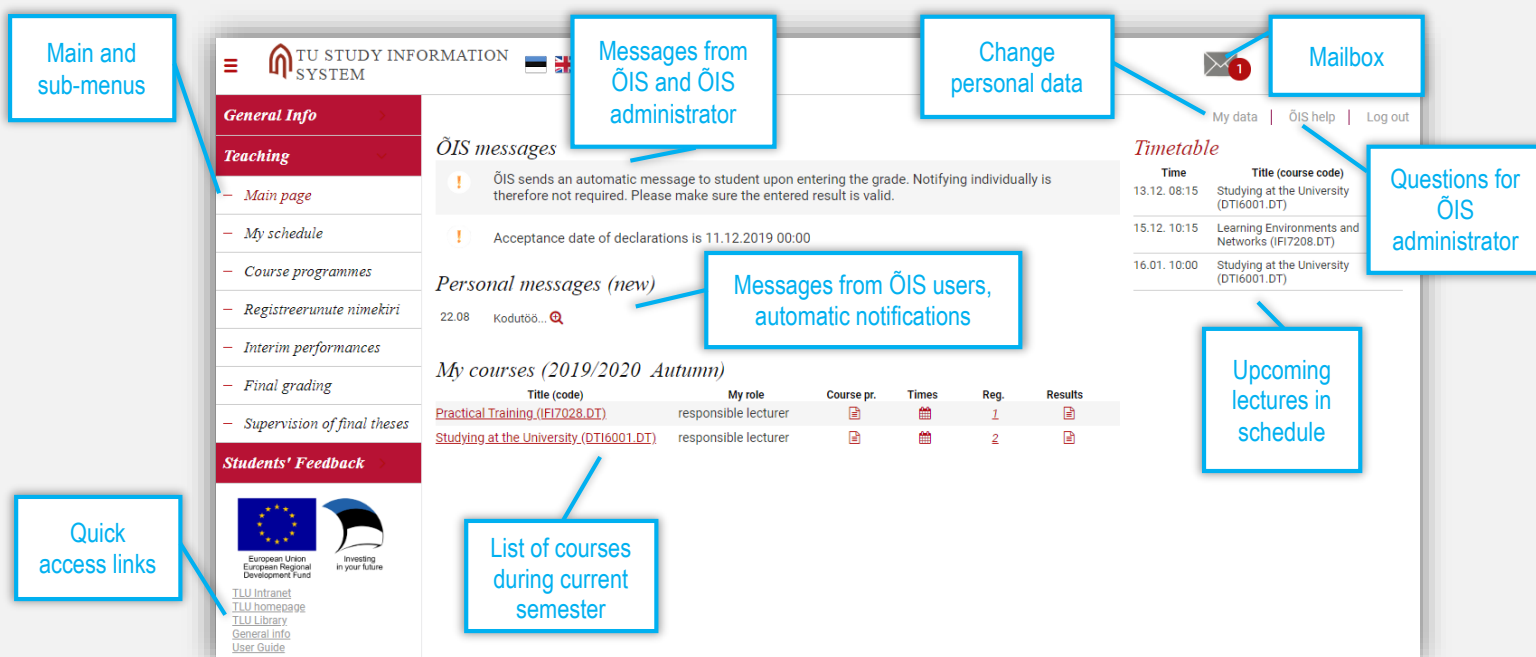 Main and
sub-menus
TU STUDY INFORMATION
SYSTEM
Messages from
ÕIS and ÕIS
administrator
Change
personal data
1
Mailbox
My data | ÕIS help | Log out
General Info
Teaching
– Main page
– My schedule
– Course programmes
– Registreerunute nimekiri
– Interim performances
– Final grading
– Supervision of final theses
Students' Feedback
European Union
European Regional
Development Fund
Investing
in your future
TLU Intranet
TLU homepage
TLU Library
General info
User Guide
Quick
access links
ÕIS messages
! ÕIS sends an automatic message to student upon entering the grade. Notifying individually is
therefore not required. Please make sure the entered result is valid.
! Acceptance date of declarations is 11.12.2019 00:00
Personal messages (new)
22.08 Kodutöö...
Messages from ÕIS users,
automatic notifications
My courses (2019/2020 Autumn)
Title (code) My role Course pr. Times Reg. Results
Practical Training (IFI7028.DT) responsible lecturer 1
Studying at the University (DTI6001.DT) responsible lecturer 2
List of courses
during current
semester
Timetable
Time Title (course code)
13.12. 08:15 Studying at the University
(DTI6001.DT)
15.12. 10:15 Learning Environments and
Networks (IFI7208.DT)
16.01. 10:00 Studying at the University
(DTI6001.DT)
Questions for
ÕIS
administrator
Upcoming
lectures in
schedule